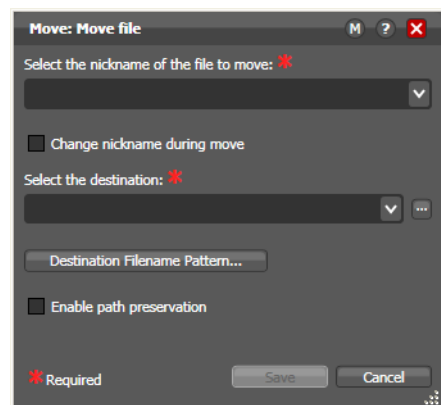 Move: Move file M ? X
Select the nickname of the file to move: *
Change nickname during move
Select the destination: *
...
Destination Filename Pattern...
Enable path preservation
* Required Save Cancel